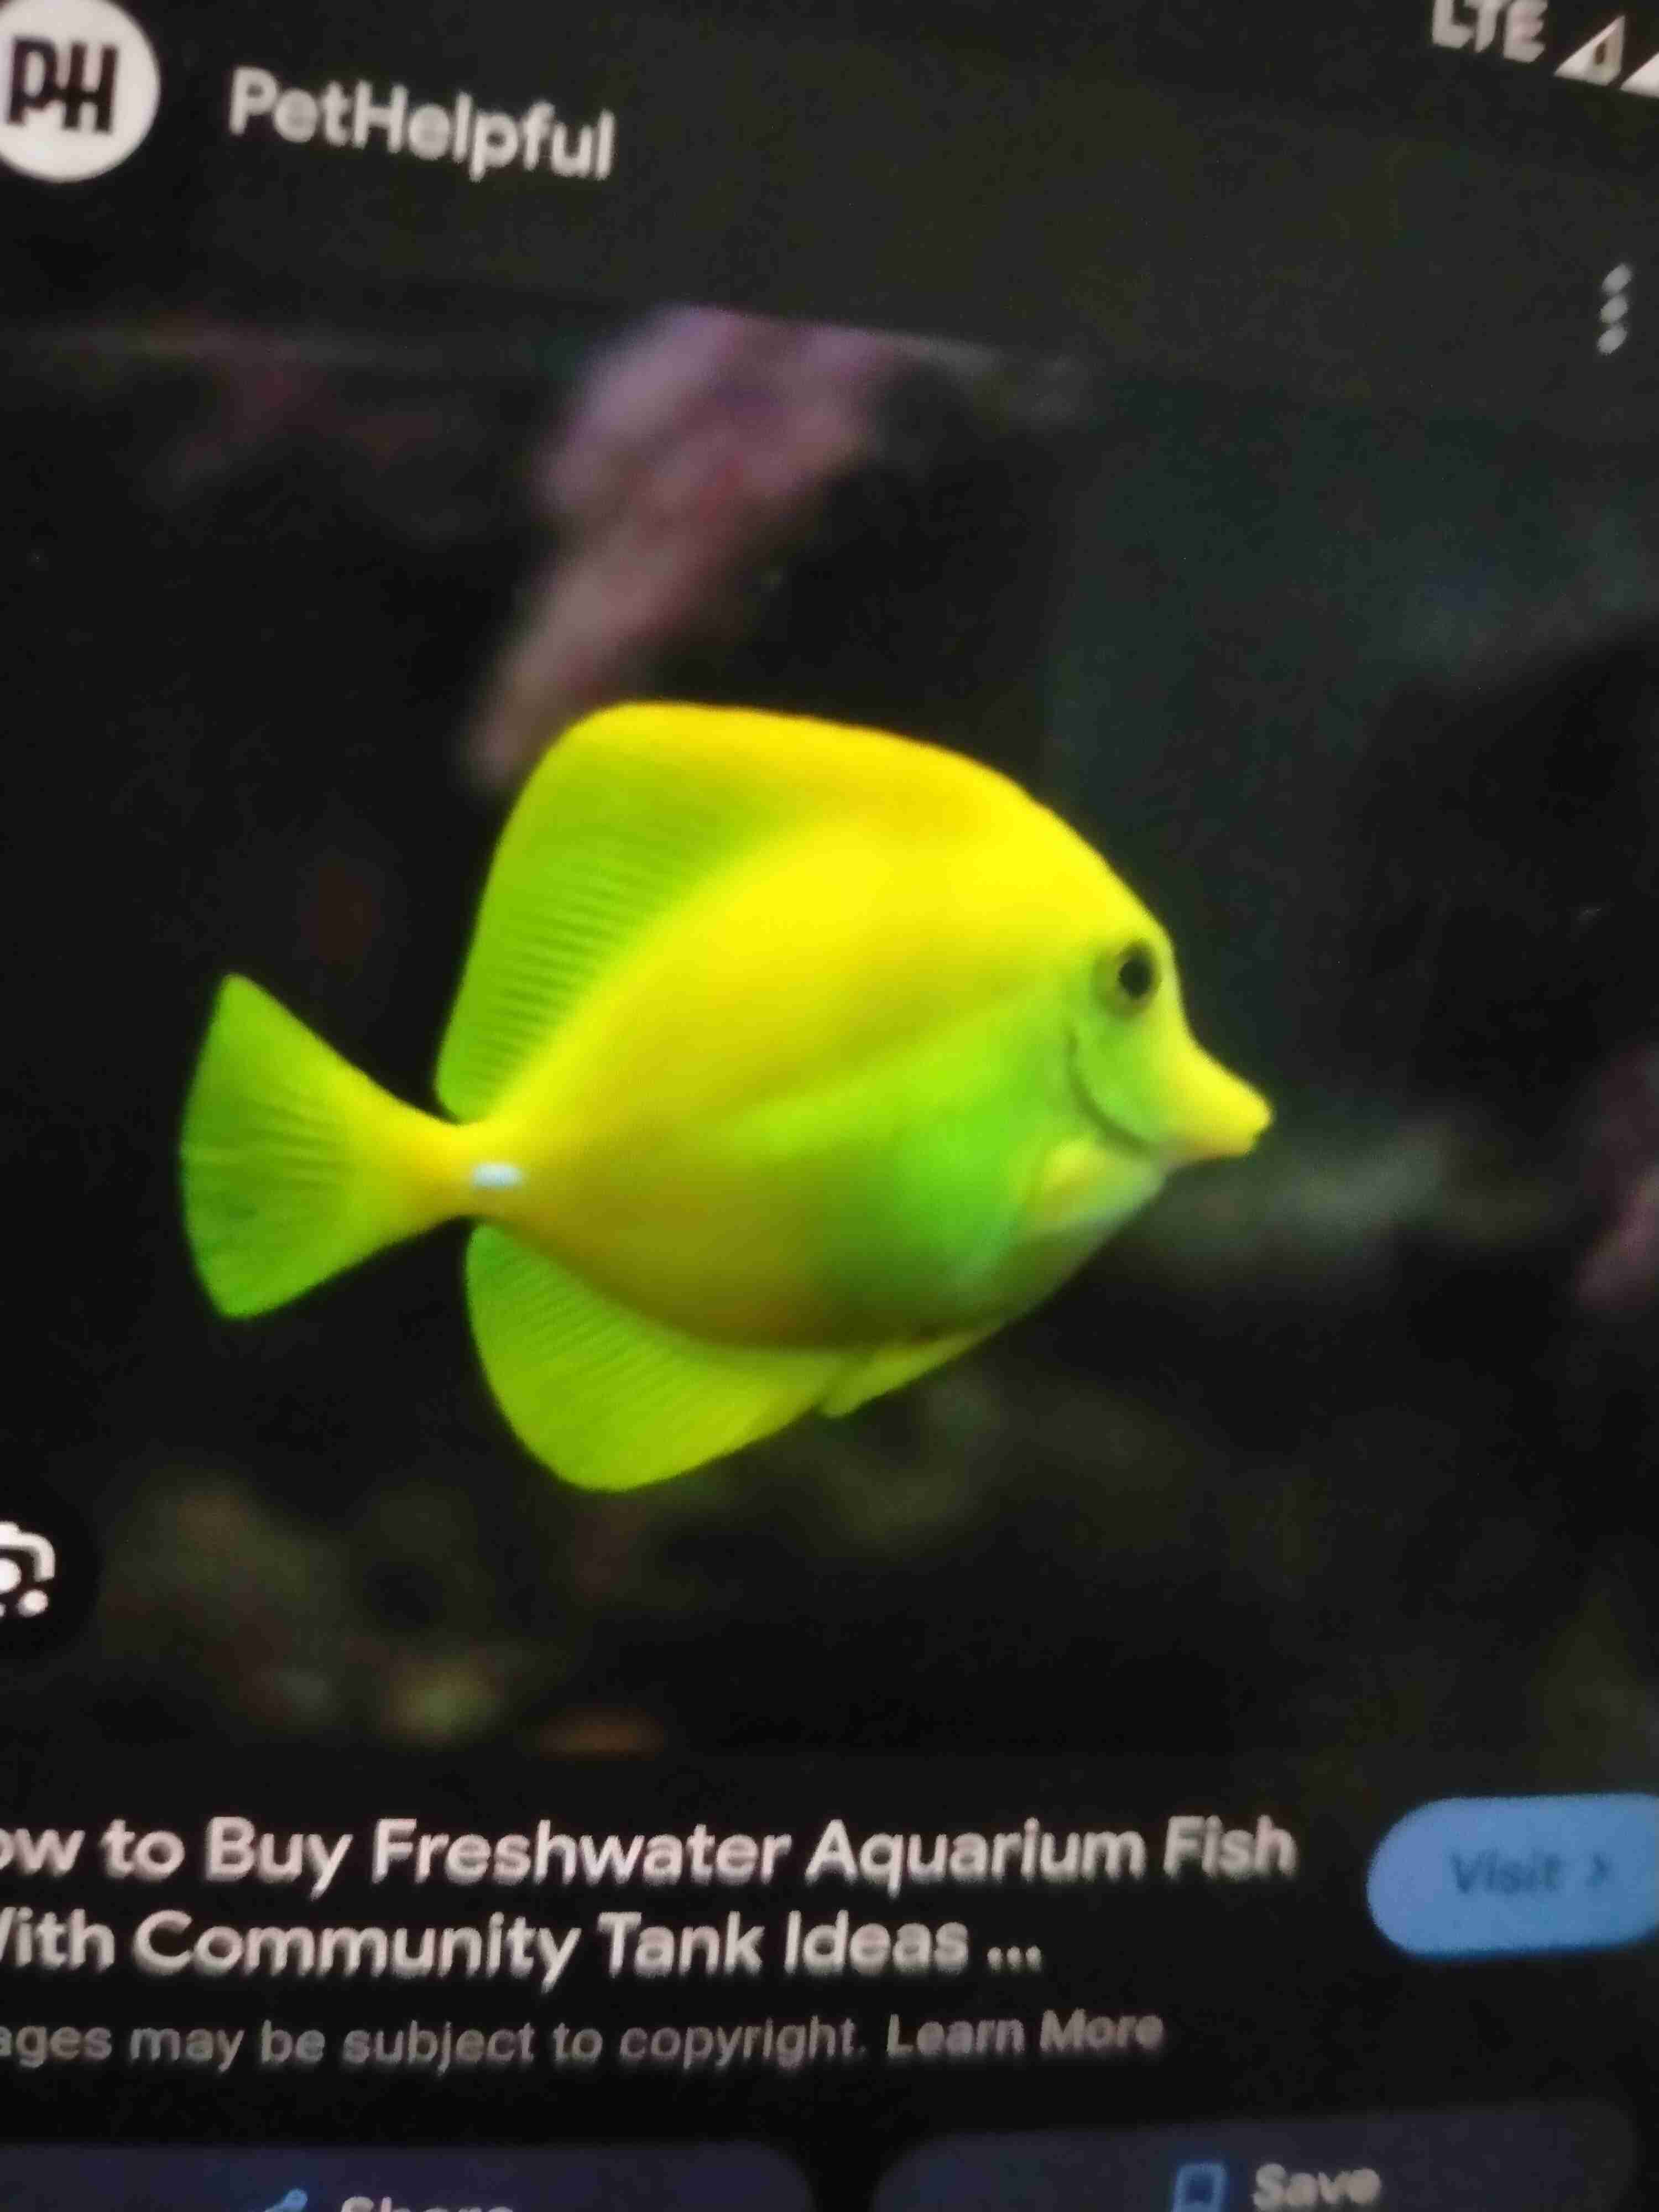 PH PetHelpful
LTE
ow to Buy Freshwater Aquarium Fish
With Community Tank Ideas ...
Visit >
ages may be subject to copyright. Learn More
Share
Save